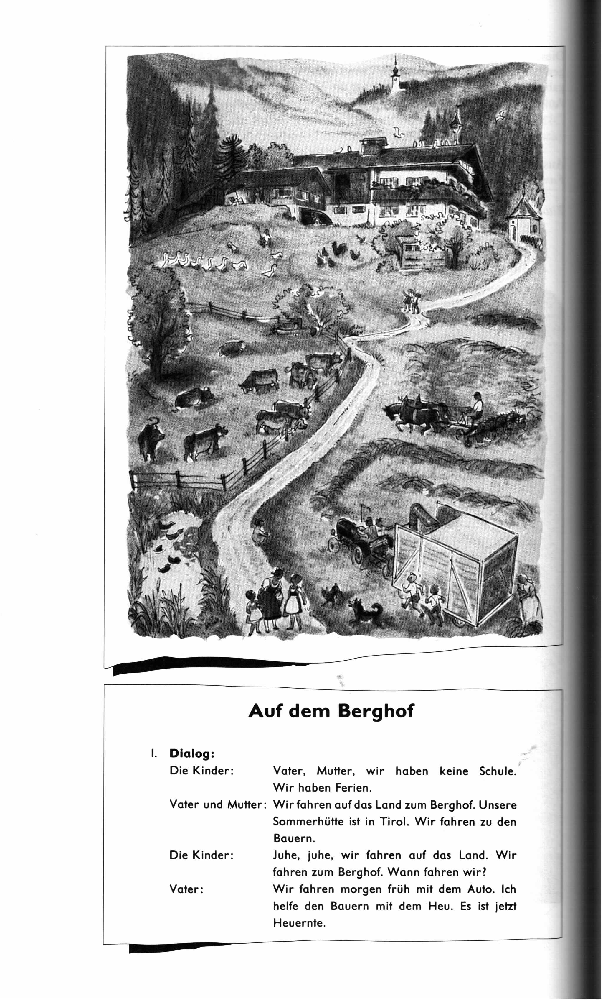 Auf dem Berghof
I. Dialog:
Die Kinder: Vater, Mutter, wir haben keine Schule.
Wir haben Ferien.
Vater und Mutter: Wir fahren auf das Land zum Berghof. Unsere
Sommerhütte ist in Tirol. Wir fahren zu den
Bauern.
Die Kinder: Juhe, juhe, wir fahren auf das Land. Wir
fahren zum Berghof. Wann fahren wir?
Vater: Wir fahren morgen früh mit dem Auto. Ich
helfe den Bauern mit dem Heu. Es ist jetzt
Heuernte.